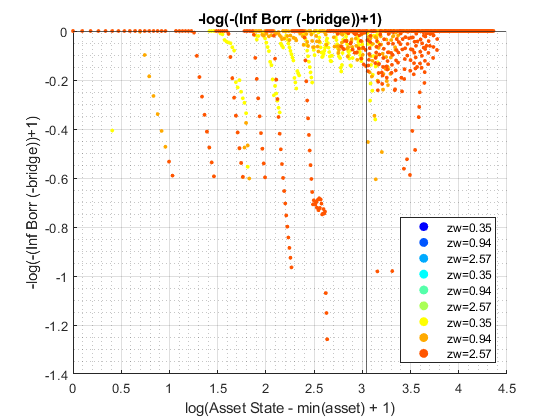 -log(-(Inf Borr (-bridge))+1)
0
-0.2
-0.4
-0.6
-0.8
-1
-1.2
-1.4
-log(-(Inf Borr (-bridge))+1)
zw=0.35
zw=0.94
zw=2.57
zw=0.35
zw=0.94
zw=2.57
zw=0.35
zw=0.94
zw=2.57
0 0.5 1 1.5 2 2.5 3 3.5 4 4.5
log(Asset State - min(asset) + 1)